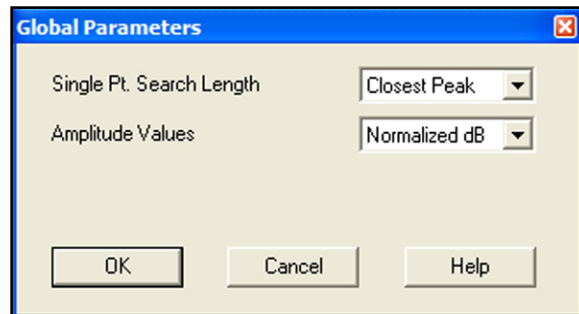 Global Parameters
Single Pt. Search Length Closest Peak
Amplitude Values Normalized dB
OK Cancel Help